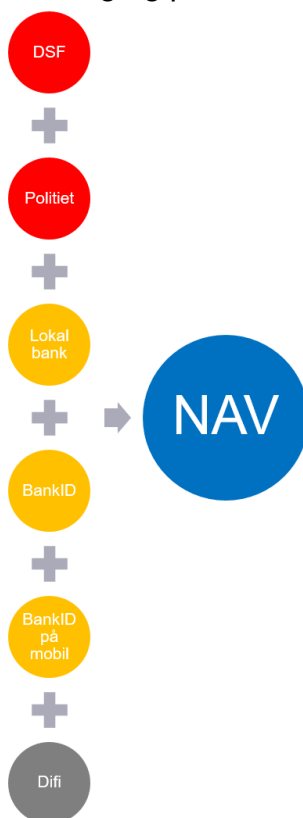 DSF
Politiet
Lokal
bank
NAV
BankID
BankID
på
mobil
Difi